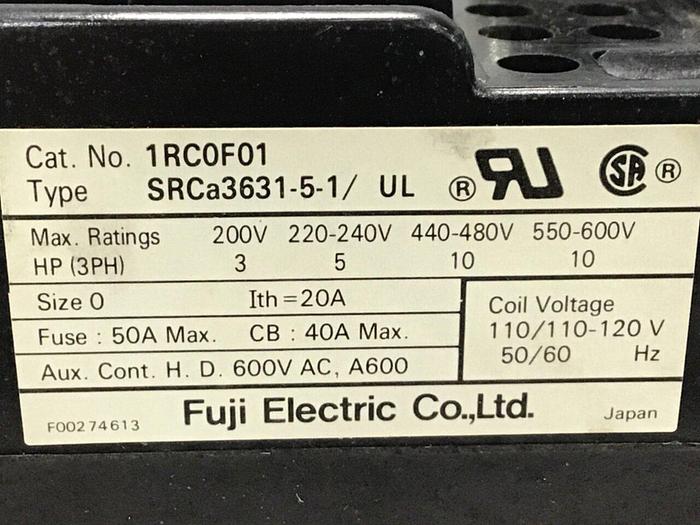 Cat. No. 1RC0F01
Type SRCa3631-5-1/ UL ® RU SA ®
Max. Ratings 200V 220-240V 440-480V 550-600V
HP (3PH) 3 5 10 10
Size 0 Ith=20A
Fuse : 50A Max. CB : 40A Max.
Aux. Cont. H. D. 600V AC, A600
Coil Voltage
110/110-120 V
50/60 Hz
F00274613 Fuji Electric Co.,Ltd. Japan